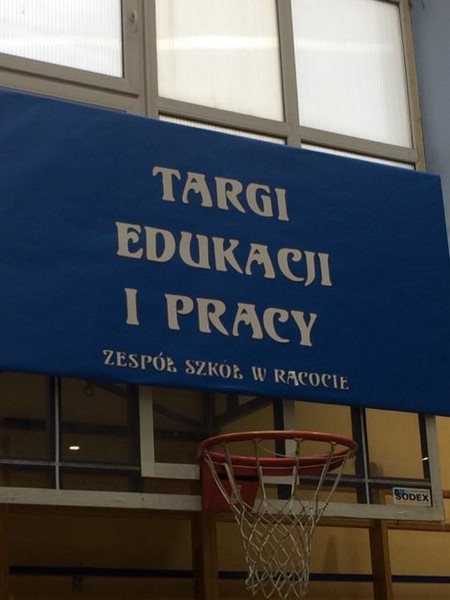 TARGI
EDUKACJI
I PRACY
ZESPÓŁ SZKÓŁ W RACOCIE
SODEX